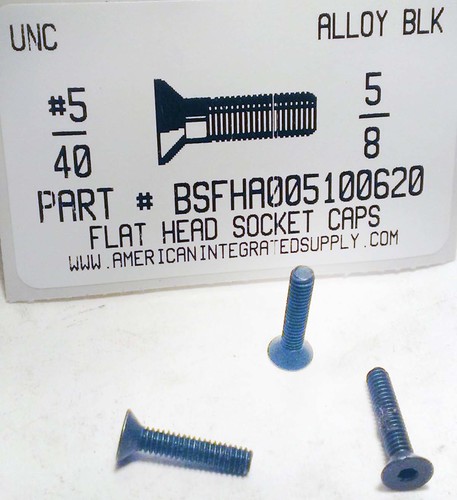 UNC ALLOY BLK
#5/40 5/8
PART # BSFHA005100620
FLAT HEAD SOCKET CAPS
WWW.AMERICANINTEGRATEDSUPPLY.COM